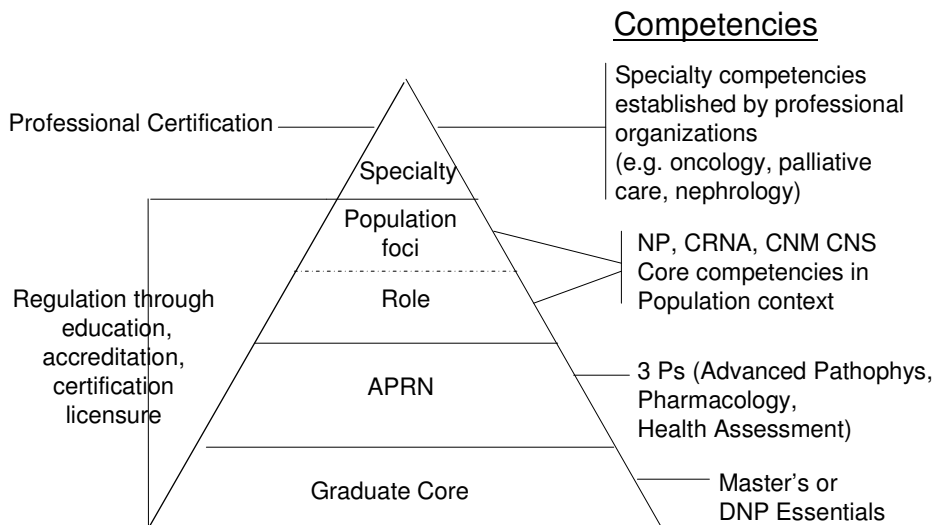 Competencies
Professional Certification
Specialty competencies
established by professional
organizations
(e.g. oncology, palliative
care, nephrology)
Specialty
Population
foci
NP, CRNA, CNM CNS
Core competencies in
Population context
Role
Regulation through
education,
accreditation,
certification
licensure
APRN
3 Ps (Advanced Pathophys,
Pharmacology,
Health Assessment)
Graduate Core
Master's or
DNP Essentials